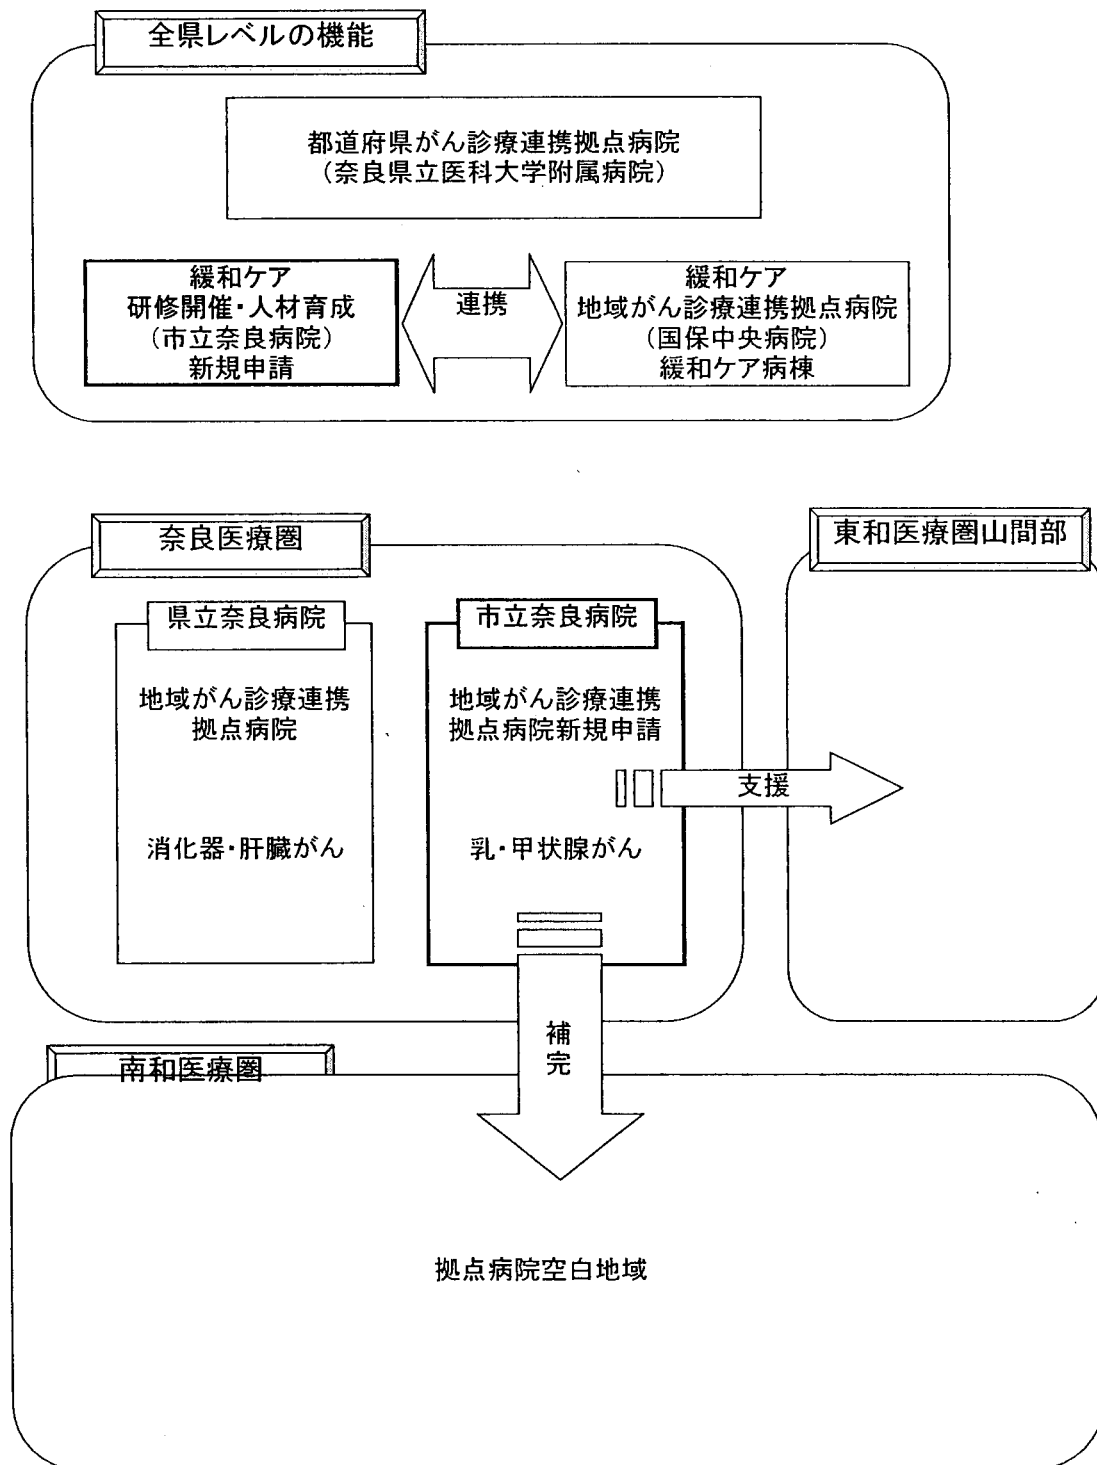 全県レベルの機能
都道府県がん診療連携拠点病院
（奈良県立医科大学附属病院）
緩和ケア
研修開催・人材育成
（市立奈良病院）
新規申請
連携
緩和ケア
地域がん診療連携拠点病院
（国保中央病院）
緩和ケア病棟
奈良医療圏
県立奈良病院
地域がん診療連携
拠点病院
消化器・肝臓がん
市立奈良病院
地域がん診療連携
拠点病院新規申請
乳・甲状腺がん
支援
東和医療圏山間部
補
完
南和医療圏
拠点病院空白地域